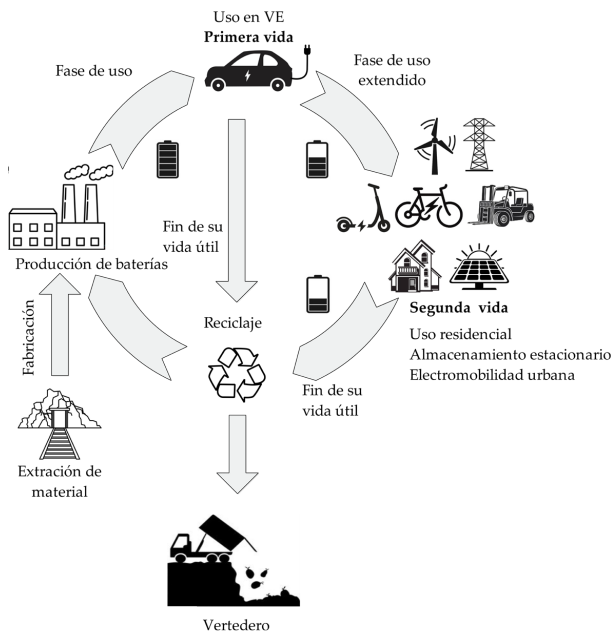 Uso en VE
Primera vida
Fase de uso
Fase de uso
extendido
Fin de su
vida útil
Producción de baterías
Fabricación
Reciclaje
Segunda vida
Uso residencial
Almacenamiento estacionario
Electromobilidad urbana
Fin de su
vida útil
Extracción de
material
Vertedero